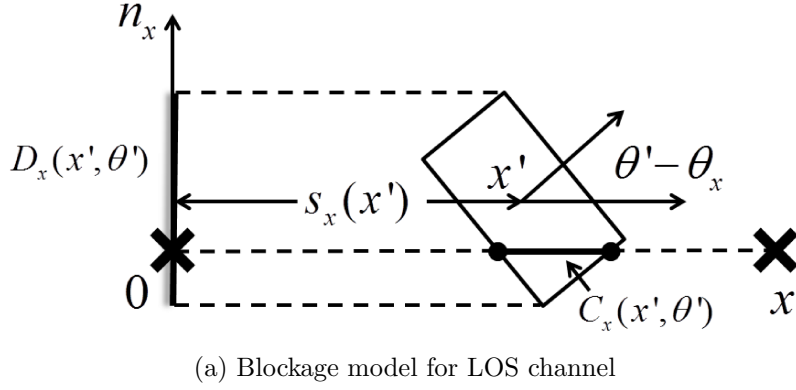 n_x
D_x(x',θ')
x'
θ'−θ_x
s_x(x')
0
C_x(x',θ')
x
(a) Blockage model for LOS channel